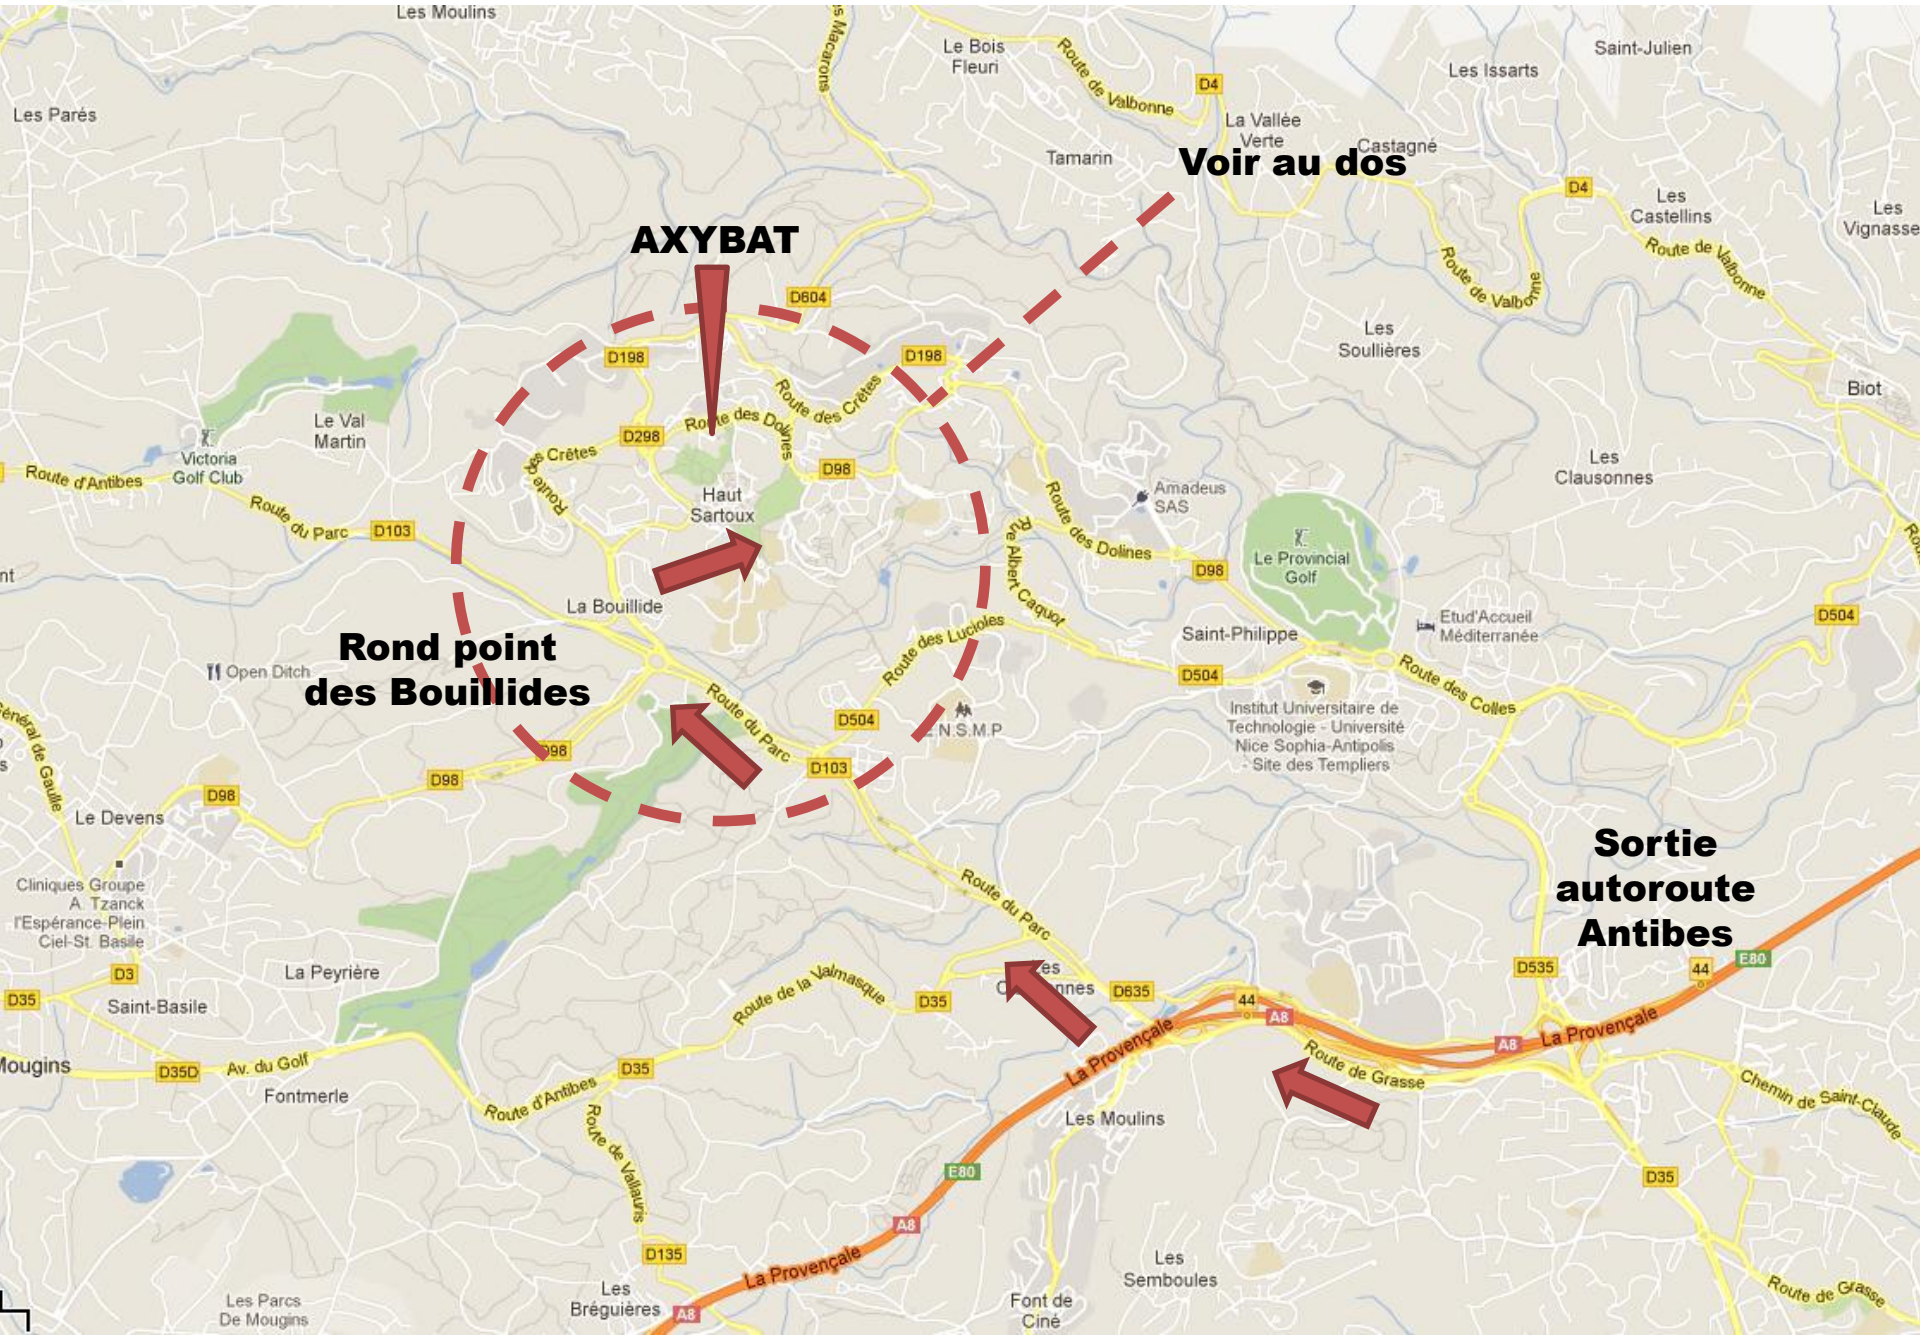 Les Moulins
s Macarons
Le Bois
Fleuri
Route de Valbonne
D4
Saint-Julien
Les Issarts
Les Parés
La Vallée
Verte
Castagné
Tamarin
Voir au dos
D4
Les
Castellins
Les
Vignasse
Route de Valbonne
Route de Valbonne
AXYBAT
D604
Les
Soullières
D198
D198
Biot
Route des Crêtes
Le Val
Martin
Route des Dolines
D298
Victoria
Golf Club
Route d'Antibes
Route des Crêtes
D98
Les
Clausonnes
Haut
Sartoux
Amadeus
SAS
Route du Parc
D103
Route des Dolines
Le Provincial
Golf
D98
nt
Rue Albert Caquot
La Bouillide
Etud'Accueil
Méditerranée
D504
Route des Lucioles
Saint-Philippe
Rond point
des Bouillides
Open Ditch
D504
Route des Colles
Route du Parc
D504
E.N.S.M.P
Institut Universitaire de
Technologie - Université
Nice Sophia-Antipolis
- Site des Templiers
D98
D98
D103
Général de Gaulle
D98
Le Devens
Sortie
autoroute
Antibes
Cliniques Groupe
A. Tzanck
l'Espérance-Plein
Ciel-St. Basile
Route du Parc
D3
La Peyrière
D535
44
E80
D35
Saint-Basile
Route de la Valmasque
D35
D635
44
A8
La Provençale
A8
La Provençale
Mougins
D35D
Av. du Golf
D35
Route de Grasse
Chemin de Saint-Claude
Fontmerle
Route d'Antibes
Les Moulins
Route de Vallauris
E80
D35
A8
D135
La Provençale
Les
Semboules
Les
Bréguières
A8
Les Parcs
De Mougins
Font de
Ciné
Route de Grasse